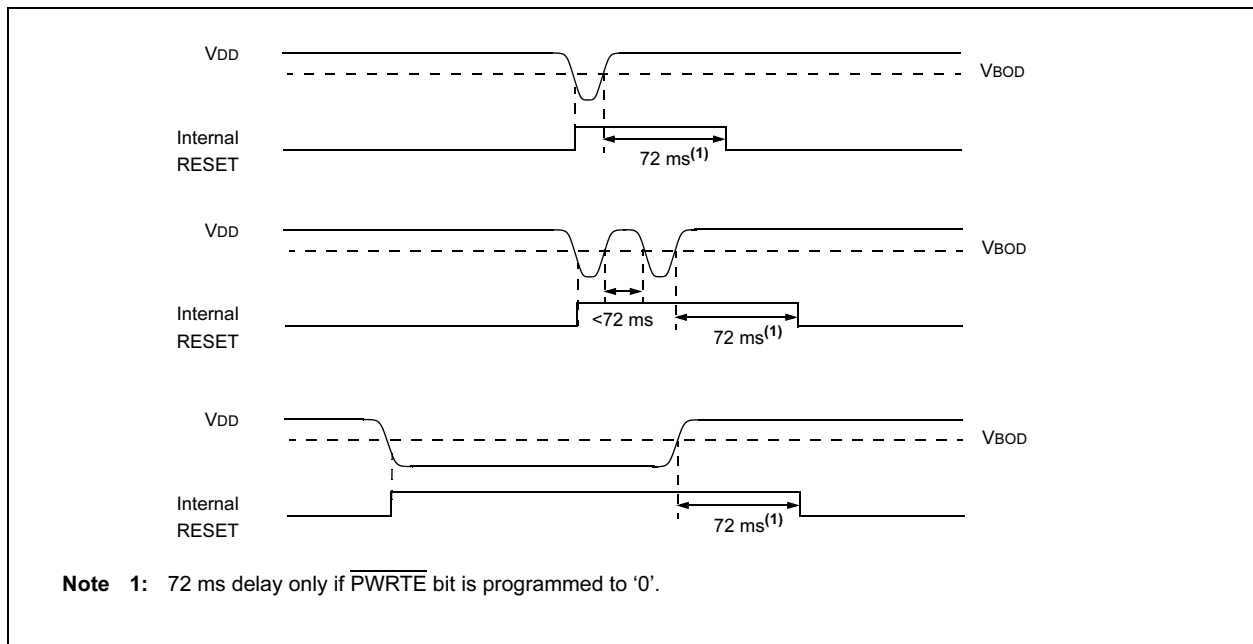 VDD
VBOD
Internal
RESET
72 ms(1)
VDD
VBOD
Internal
RESET
<72 ms
72 ms(1)
VDD
VBOD
Internal
RESET
72 ms(1)
Note 1: 72 ms delay only if PWRTE bit is programmed to ‘0’.